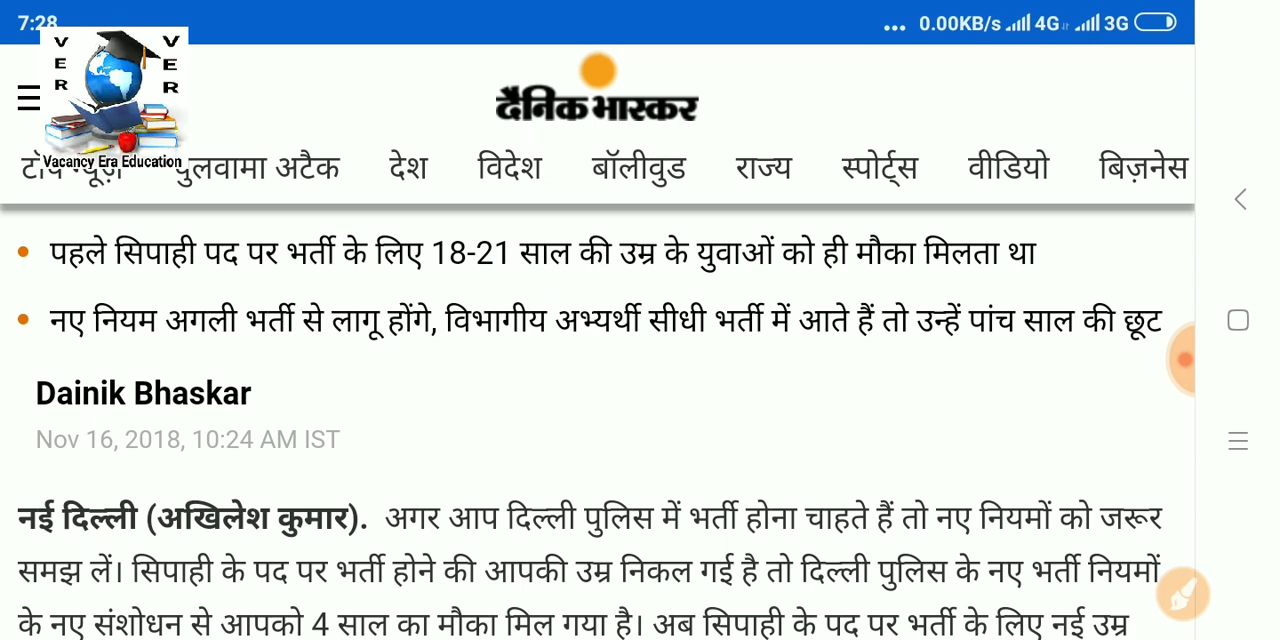 7:28
... 0.00KB/s 4G 3G
V V
E E
R R
Vacancy Era Education
दैनिक भास्कर
पुलवामा अटैक देश विदेश बॉलीवुड राज्य स्पोर्ट्स वीडियो बिज़नेस
• पहले सिपाही पद पर भर्ती के लिए 18-21 साल की उम्र के युवाओं को ही मौका मिलता था
• नए नियम अगली भर्ती से लागू होंगे, विभागीय अभ्यर्थी सीधी भर्ती में आते हैं तो उन्हें पांच साल की छूट
Dainik Bhaskar
Nov 16, 2018, 10:24 AM IST
नई दिल्ली (अखिलेश कुमार). अगर आप दिल्ली पुलिस में भर्ती होना चाहते हैं तो नए नियमों को जरूर
समझ लें। सिपाही के पद पर भर्ती होने की आपकी उम्र निकल गई है तो दिल्ली पुलिस के नए भर्ती नियमों
के नए संशोधन से आपको 4 साल का मौका मिल गया है। अब सिपाही के पद पर भर्ती के लिए नई उम्र